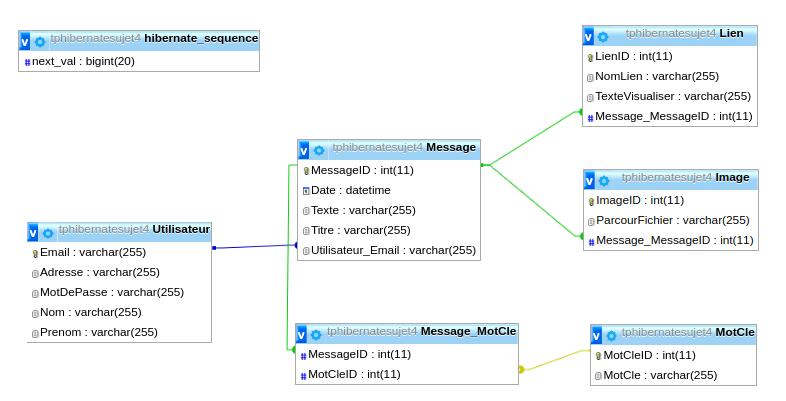 tphibernatesujet4 hibernate_sequence
next_val : bigint(20)
tphibernatesujet4 Lien
LienID : int(11)
NomLien : varchar(255)
TexteVisualiser : varchar(255)
Message_MessageID : int(11)
tphibernatesujet4 Message
MessageID : int(11)
Date : datetime
Texte : varchar(255)
Titre : varchar(255)
Utilisateur_Email : varchar(255)
tphibernatesujet4 Image
ImageID : int(11)
ParcourFichier : varchar(255)
Message_MessageID : int(11)
tphibernatesujet4 Utilisateur
Email : varchar(255)
Adresse : varchar(255)
MotDePasse : varchar(255)
Nom : varchar(255)
Prenom : varchar(255)
tphibernatesujet4 Message_MotCle
MessageID : int(11)
MotCleID : int(11)
tphibernatesujet4 MotCle
MotCleID : int(11)
MotCle : varchar(255)